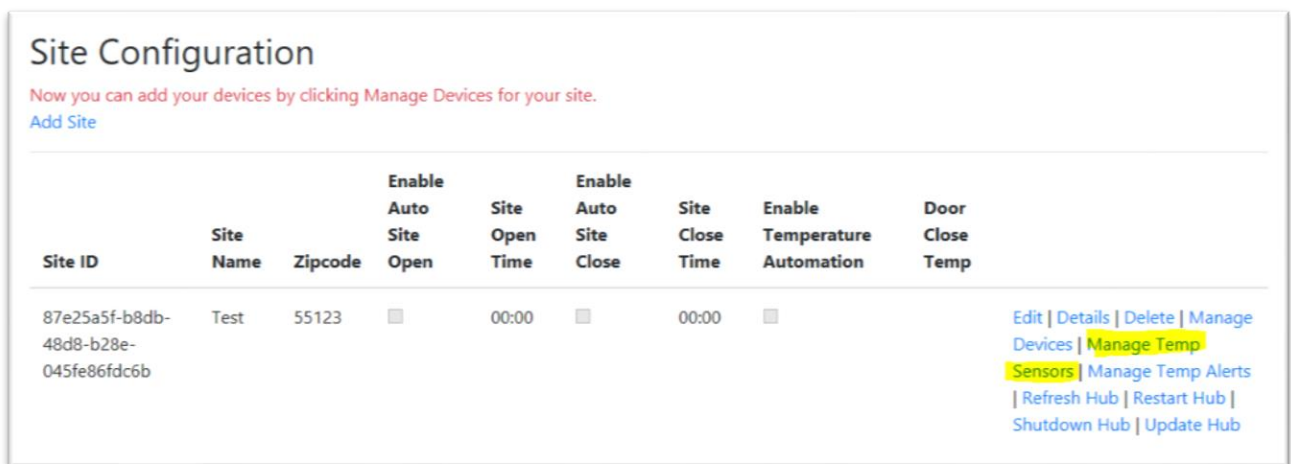 Site Configuration
Now you can add your devices by clicking Manage Devices for your site.
Add Site
Site ID
Site Name
Zipcode
Enable Auto Site Open
Site Open Time
Enable Auto Site Close
Site Close Time
Enable Temperature Automation
Door Close Temp
87e25a5f-b8db-
48d8-b28e-
045fe86fdc6b
Test
55123
00:00
00:00
Edit | Details | Delete | Manage
Devices | Manage Temp
Sensors | Manage Temp Alerts
| Refresh Hub | Restart Hub |
Shutdown Hub | Update Hub